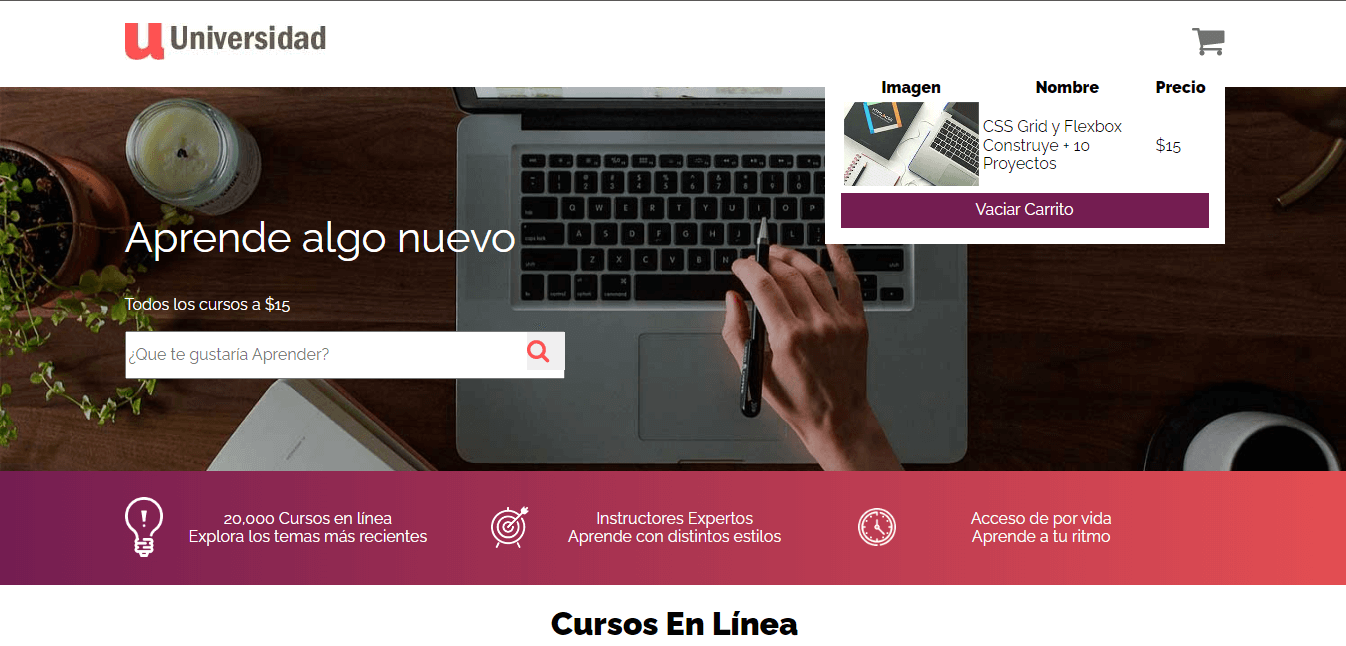 Universidad
Imagen Nombre Precio
CSS Grid y Flexbox
Construye + 10
Proyectos
$15
Vaciar Carrito
Aprende algo nuevo
Todos los cursos a $15
¿Que te gustaría Aprender?
20,000 Cursos en línea
Explora los temas más recientes
Instructores Expertos
Aprende con distintos estilos
Acceso de por vida
Aprende a tu ritmo
Cursos En Línea